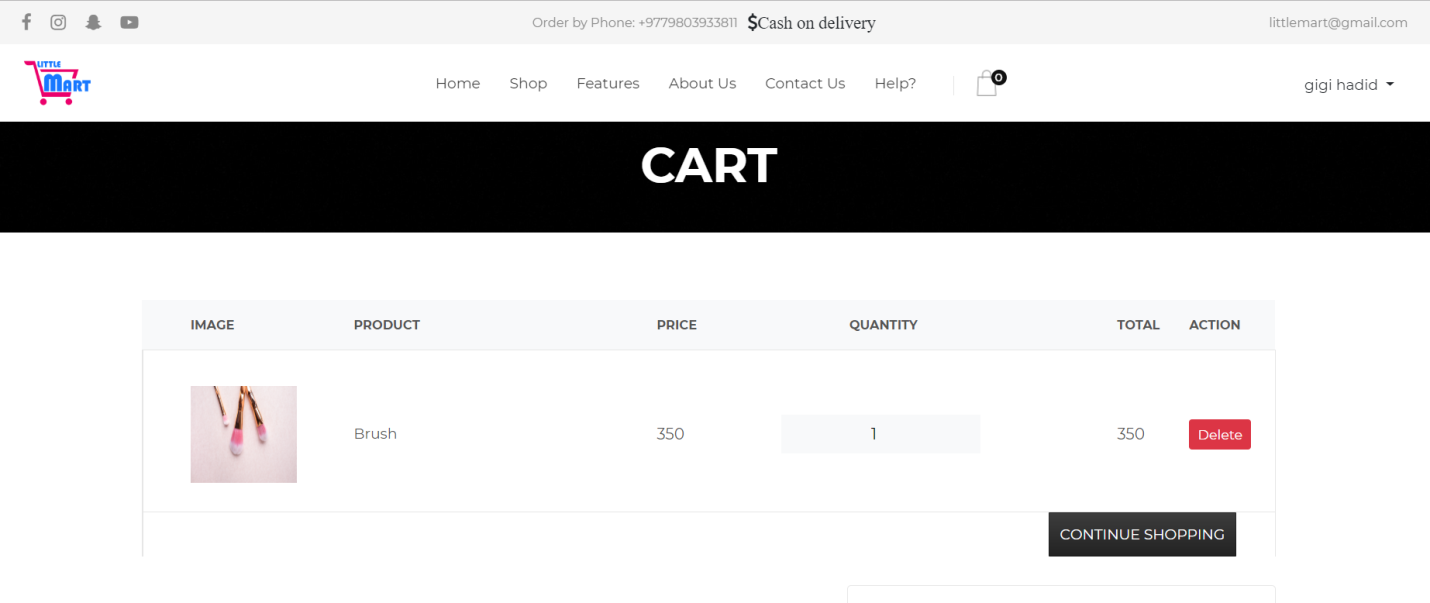 Order by Phone: +9779803933811 $Cash on delivery littlemart@gmail.com
LITTLE
MART
Home Shop Features About Us Contact Us Help? 0 gigi hadid
CART
IMAGE PRODUCT PRICE QUANTITY TOTAL ACTION
Brush 350 1 350 Delete
CONTINUE SHOPPING